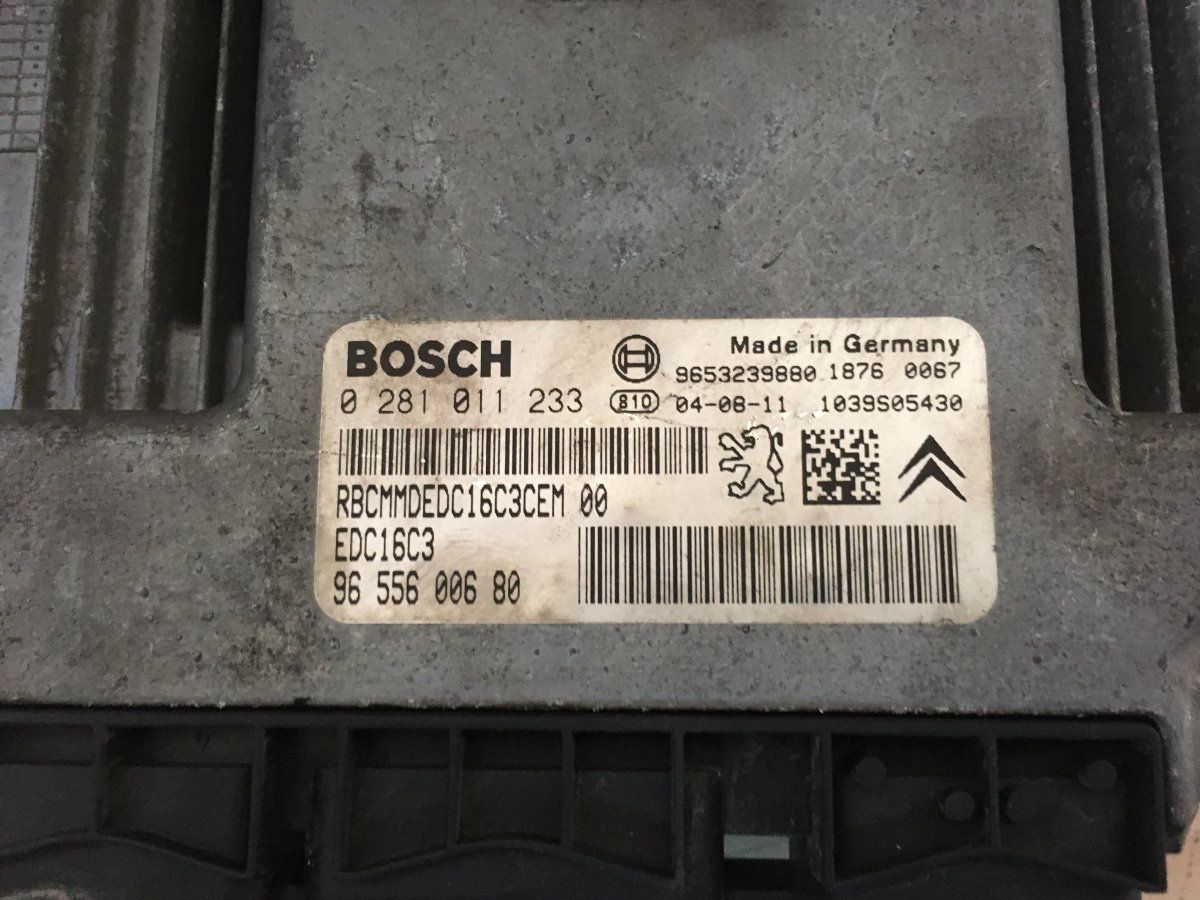 BOSCH
Made in Germany
9653239880 1876 0067
0 281 011 233
810 04-08-11 1039S05430
RBCMMDEDC16C3CEM 00
EDC16C3
96 556 006 80